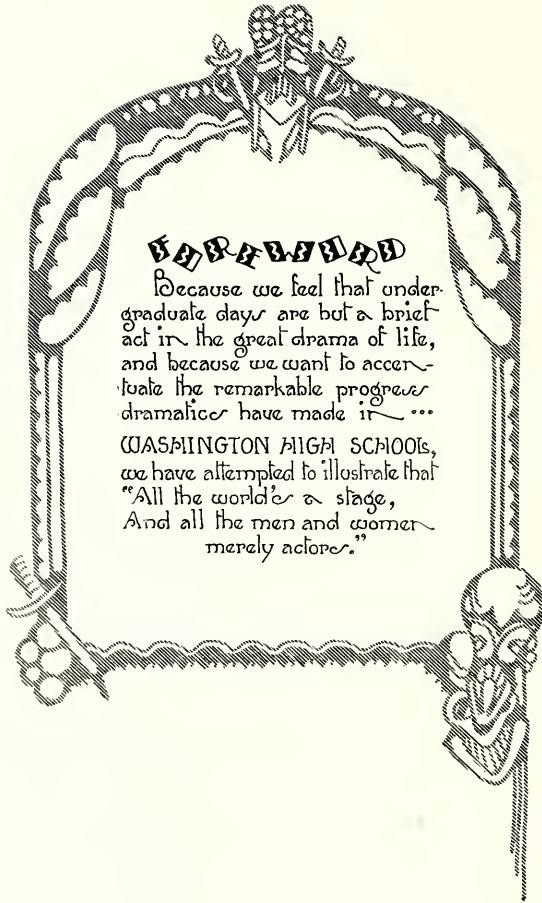 FOREWORD
Because we feel that under-
graduate days are but a brief
act in the great drama of life,
and because we want to accen-
tuate the remarkable progress
dramatics have made in ...
WASHINGTON HIGH SCHOOL,
we have attempted to illustrate that
"All the world's a stage,
And all the men and women
merely actors."